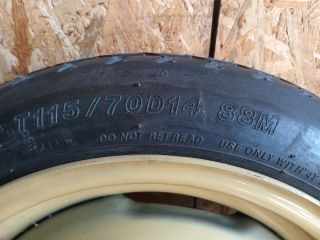 T115/70D14 88M
DO NOT RETREAD USE ONLY WITH